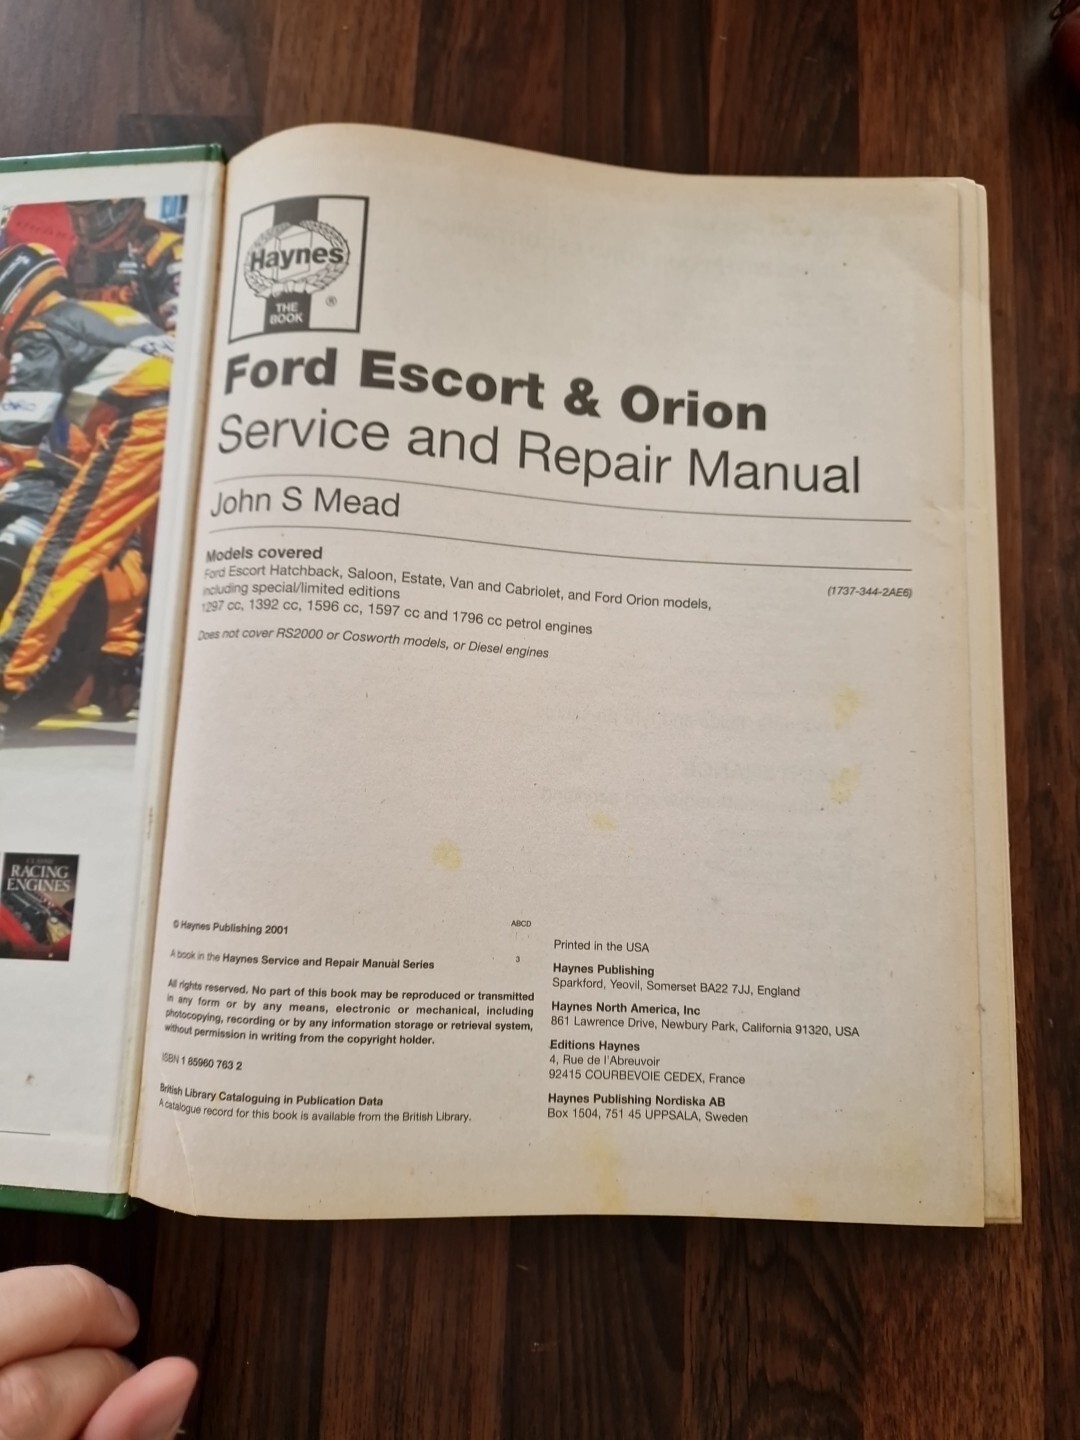 Haynes
THE
BOOK
®
Ford Escort & Orion
Service and Repair Manual
John S Mead
Models covered
Ford Escort Hatchback, Saloon, Estate, Van and Cabriolet, and Ford Orion models,
including special/limited editions
1297 cc, 1392 cc, 1596 cc, 1597 cc and 1796 cc petrol engines
(1737-344-2AE6)
Does not cover RS2000 or Cosworth models, or Diesel engines
RACING
ENGINES
© Haynes Publishing 2001
A book in the Haynes Service and Repair Manual Series
All rights reserved. No part of this book may be reproduced or transmitted
in any form or by any means, electronic or mechanical, including
photocopying, recording or by any information storage or retrieval system,
without permission in writing from the copyright holder.
ISBN 1 85960 763 2
British Library Cataloguing in Publication Data
A catalogue record for this book is available from the British Library.
ABCD
3
Printed in the USA
Haynes Publishing
Sparkford, Yeovil, Somerset BA22 7JJ, England
Haynes North America, Inc
861 Lawrence Drive, Newbury Park, California 91320, USA
Editions Haynes
4, Rue de l'Abreuvoir
92415 COURBEVOIE CEDEX, France
Haynes Publishing Nordiska AB
Box 1504, 751 45 UPPSALA, Sweden